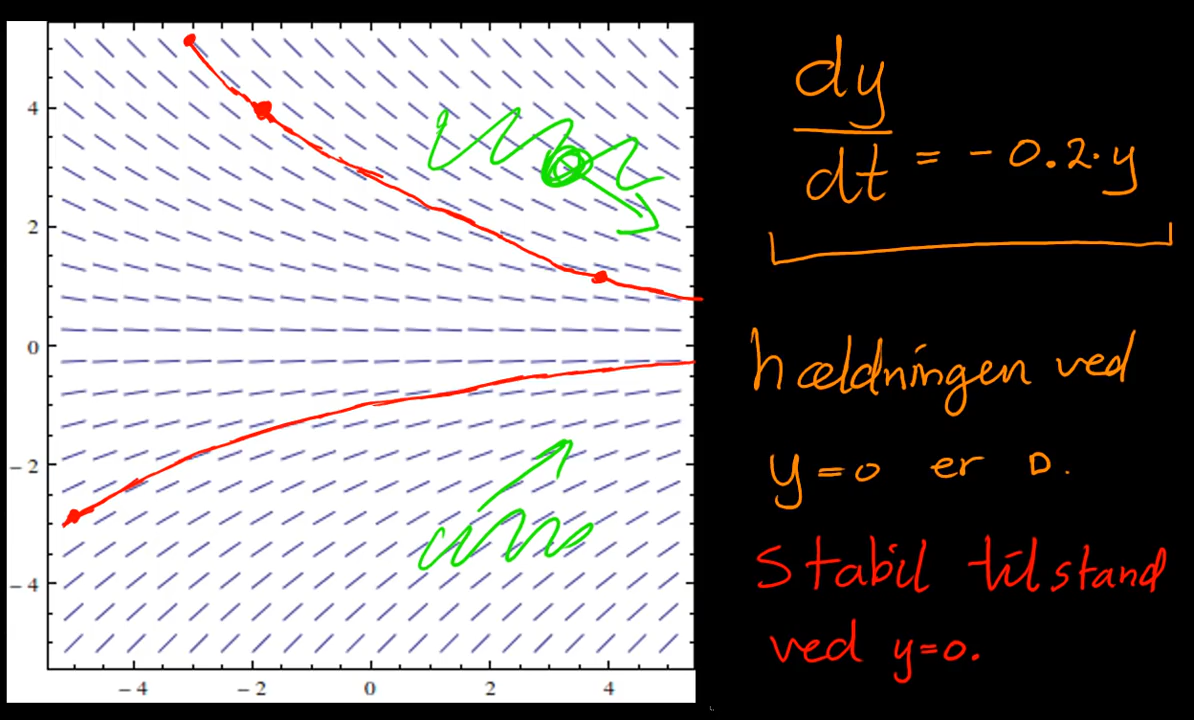 dy
dt = - 0.2·y
hældningen ved
y=0 er 0.
Stabil tilstand
ved y=0.
4
2
0
-2
-4
-4 -2 0 2 4